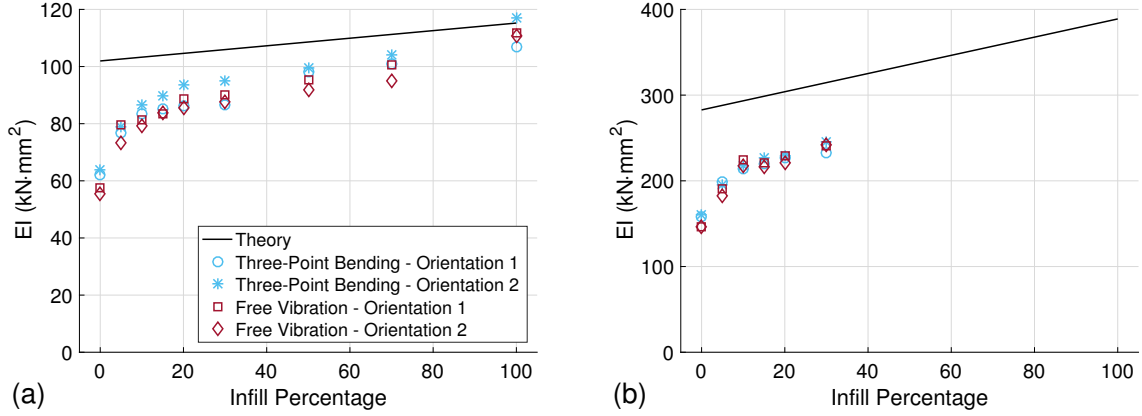 120
100
80
60
40
20
0
EI (kN·mm²)
Theory
Three-Point Bending - Orientation 1
Three-Point Bending - Orientation 2
Free Vibration - Orientation 1
Free Vibration - Orientation 2
0 20 40 60 80 100
Infill Percentage
(a)
400
300
200
100
0
EI (kN·mm²)
0 20 40 60 80 100
Infill Percentage
(b)